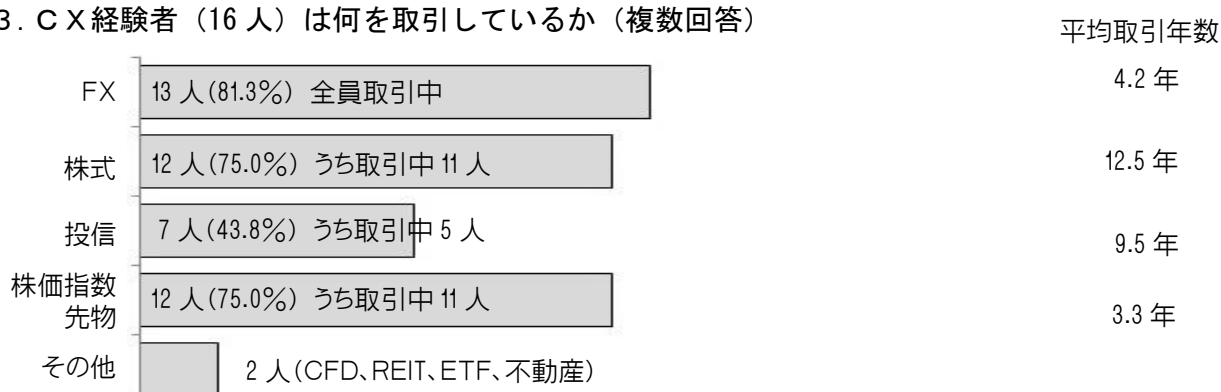 3．ＣＸ経験者（16 人）は何を取引しているか（複数回答）
平均取引年数
FX 13 人(81.3%) 全員取引中 4.2 年
株式 12 人(75.0%) うち取引中 11 人 12.5 年
投信 7 人(43.8%) うち取引中 5 人 9.5 年
株価指数
先物 12 人(75.0%) うち取引中 11 人 3.3 年
その他 2 人(CFD、REIT、ETF、不動産)